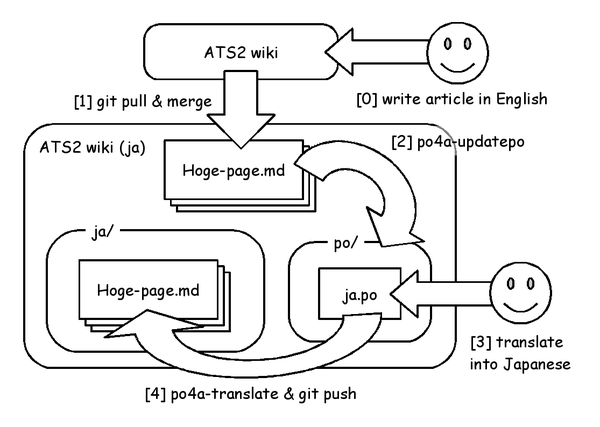 ATS2 wiki
[0] write article in English
[1] git pull & merge
ATS2 wiki (ja)
[2] po4a-updatepo
Hoge-page.md
ja/
po/
Hoge-page.md
ja.po
[3] translate
into Japanese
[4] po4a-translate & git push